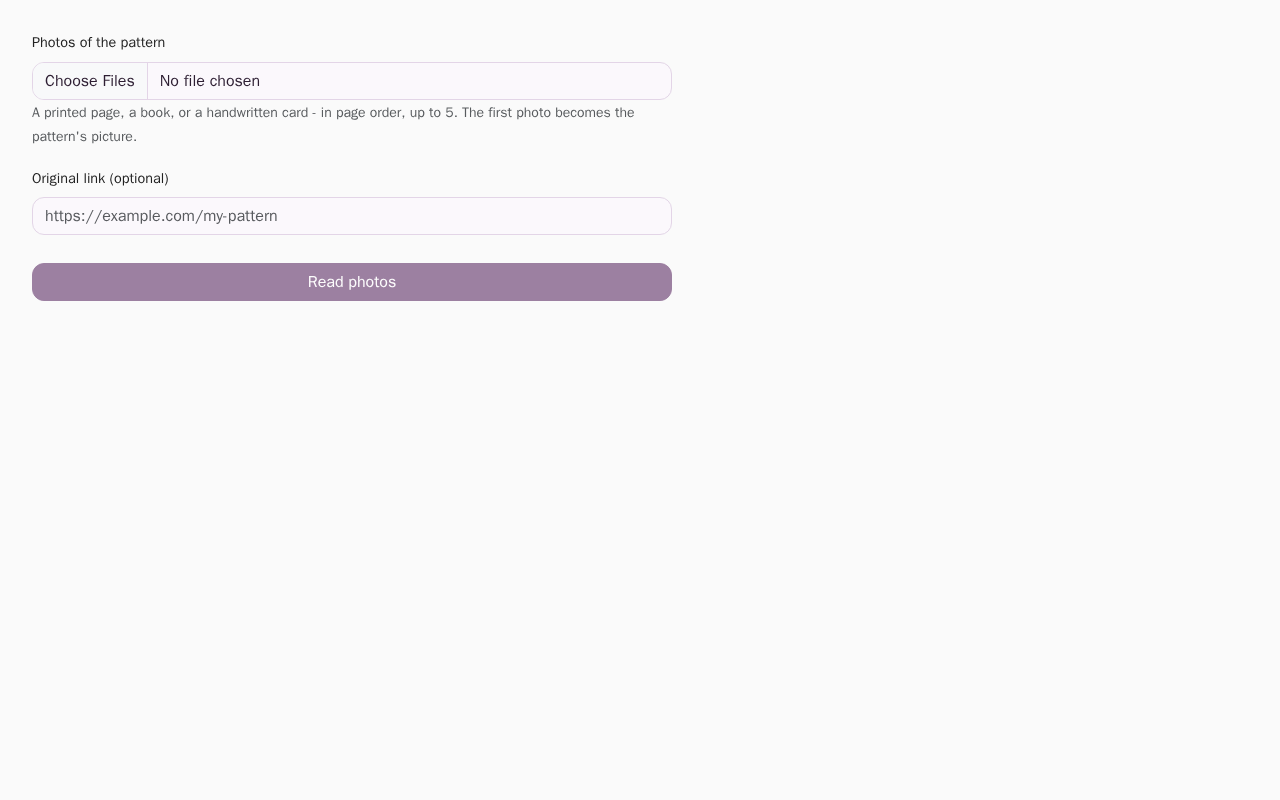 Photos of the pattern
Choose Files No file chosen
A printed page, a book, or a handwritten card - in page order, up to 5. The first photo becomes the
pattern's picture.
Original link (optional)
https://example.com/my-pattern
Read photos